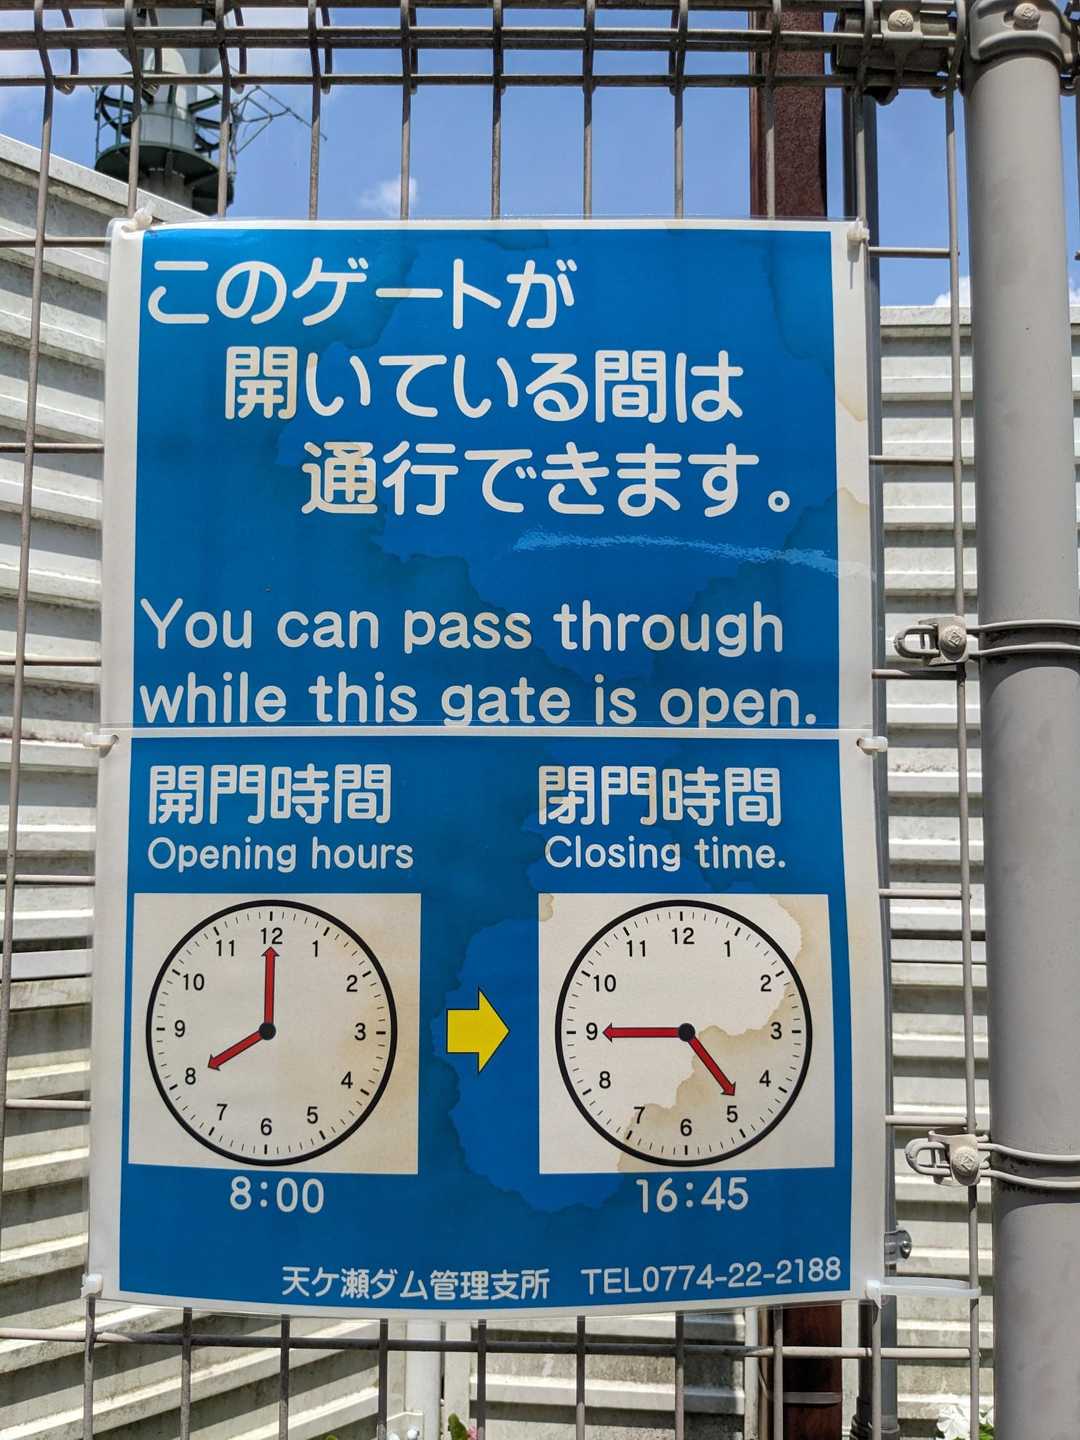 このゲートが
開いている間は
通行できます。
You can pass through
while this gate is open.
開門時間
Opening hours
閉門時間
Closing time.
12
11 1
10 2
9 3
8 4
7 5
6
8:00
12
11 1
10 2
9 3
8 4
7 5
6
16:45
天ケ瀬ダム管理支所 TEL0774-22-2188